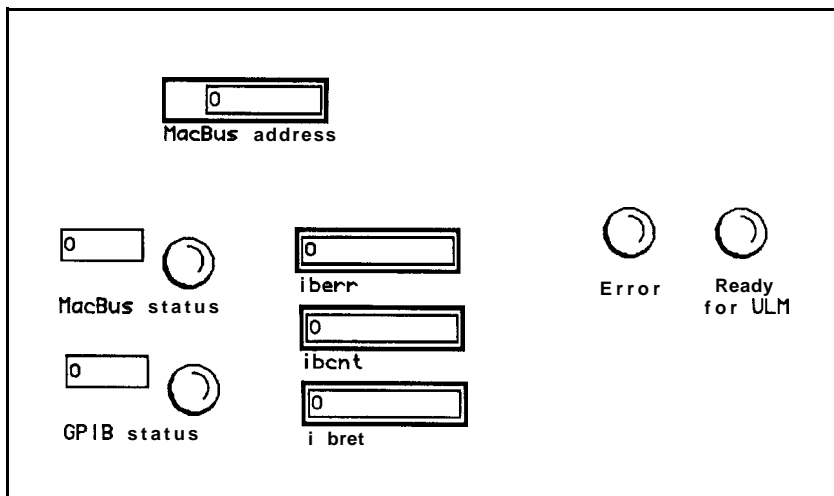 0
MacBus address
0
MacBus status
0
GPIB status
0
iberr
0
ibcnt
0
i bret
Error
Ready
for ULM